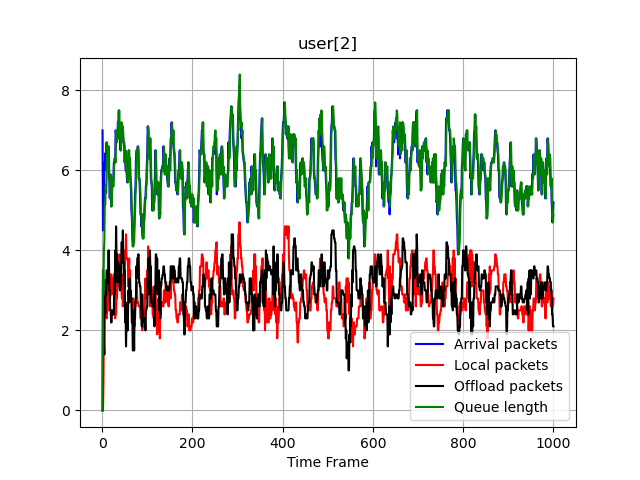 user[2]
8
6
4
2
0
0 200 400 600 800 1000
Time Frame
Arrival packets
Local packets
Offload packets
Queue length